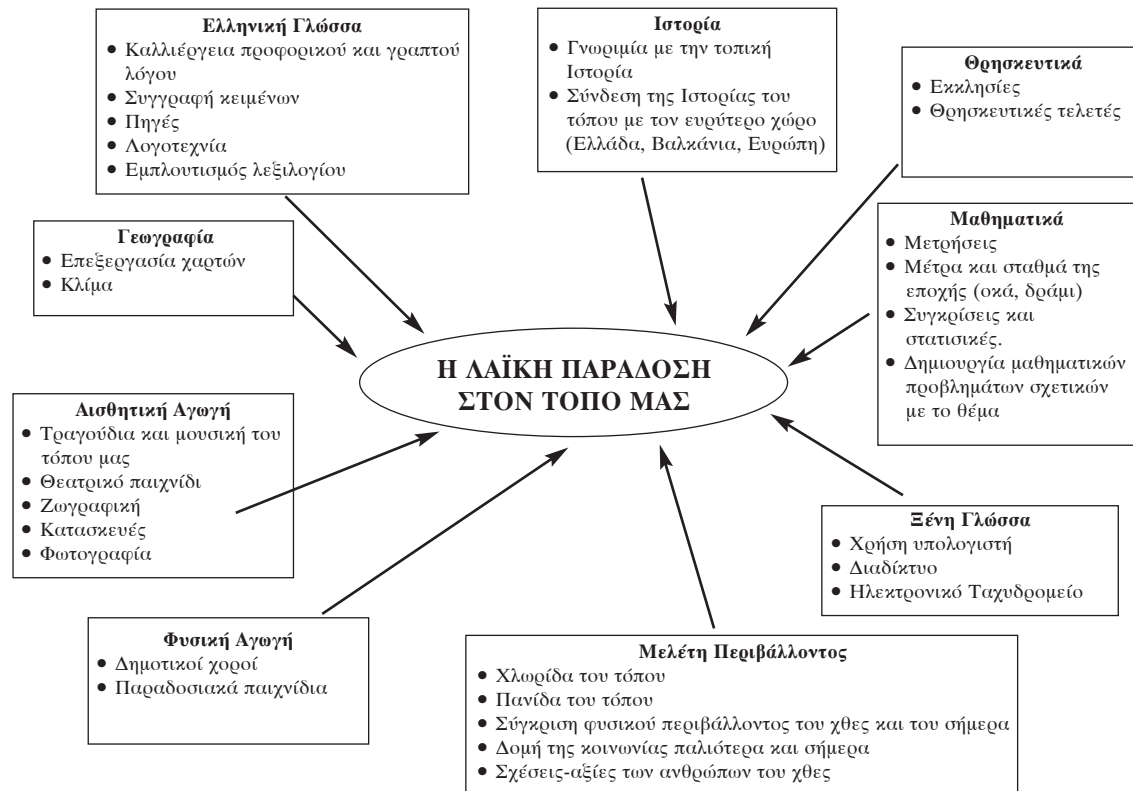 Ελληνική Γλώσσα
• Καλλιέργεια προφορικού και γραπτού
λόγου
• Συγγραφή κειμένων
• Πηγές
• Λογοτεχνία
• Εμπλουτισμός λεξιλογίου
Ιστορία
• Γνωριμία με την τοπική
Ιστορία
• Σύνδεση της Ιστορίας του
τόπου με τον ευρύτερο χώρο
(Ελλάδα, Βαλκάνια, Ευρώπη)
Θρησκευτικά
• Εκκλησίες
• Θρησκευτικές τελετές
Γεωγραφία
• Επεξεργασία χαρτών
• Κλίμα
Μαθηματικά
• Μετρήσεις
• Μέτρα και σταθμά της
εποχής (οκά, δράμι)
• Συγκρίσεις και
στατισικές.
• Δημιουργία μαθηματικών
προβλημάτων σχετικών
με το θέμα
Η ΛΑΪΚΗ ΠΑΡΑΔΟΣΗ
ΣΤΟΝ ΤΟΠΟ ΜΑΣ
Αισθητική Αγωγή
• Τραγούδια και μουσική του
τόπου μας
• Θεατρικό παιχνίδι
• Ζωγραφική
• Κατασκευές
• Φωτογραφία
Ξένη Γλώσσα
• Χρήση υπολογιστή
• Διαδίκτυο
• Ηλεκτρονικό Ταχυδρομείο
Φυσική Αγωγή
• Δημοτικοί χοροί
• Παραδοσιακά παιχνίδια
Μελέτη Περιβάλλοντος
• Χλωρίδα του τόπου
• Πανίδα του τόπου
• Σύγκριση φυσικού περιβάλλοντος του χθες και του σήμερα
• Δομή της κοινωνίας παλιότερα και σήμερα
• Σχέσεις-αξίες των ανθρώπων του χθες